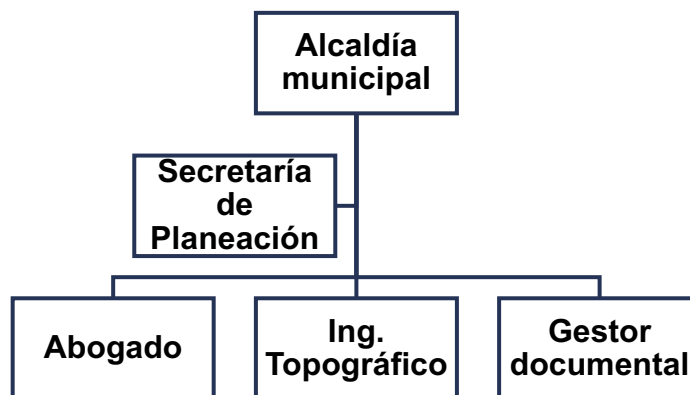 Alcaldía
municipal
Secretaría
de
Planeación
Abogado
Ing.
Topográfico
Gestor
documental